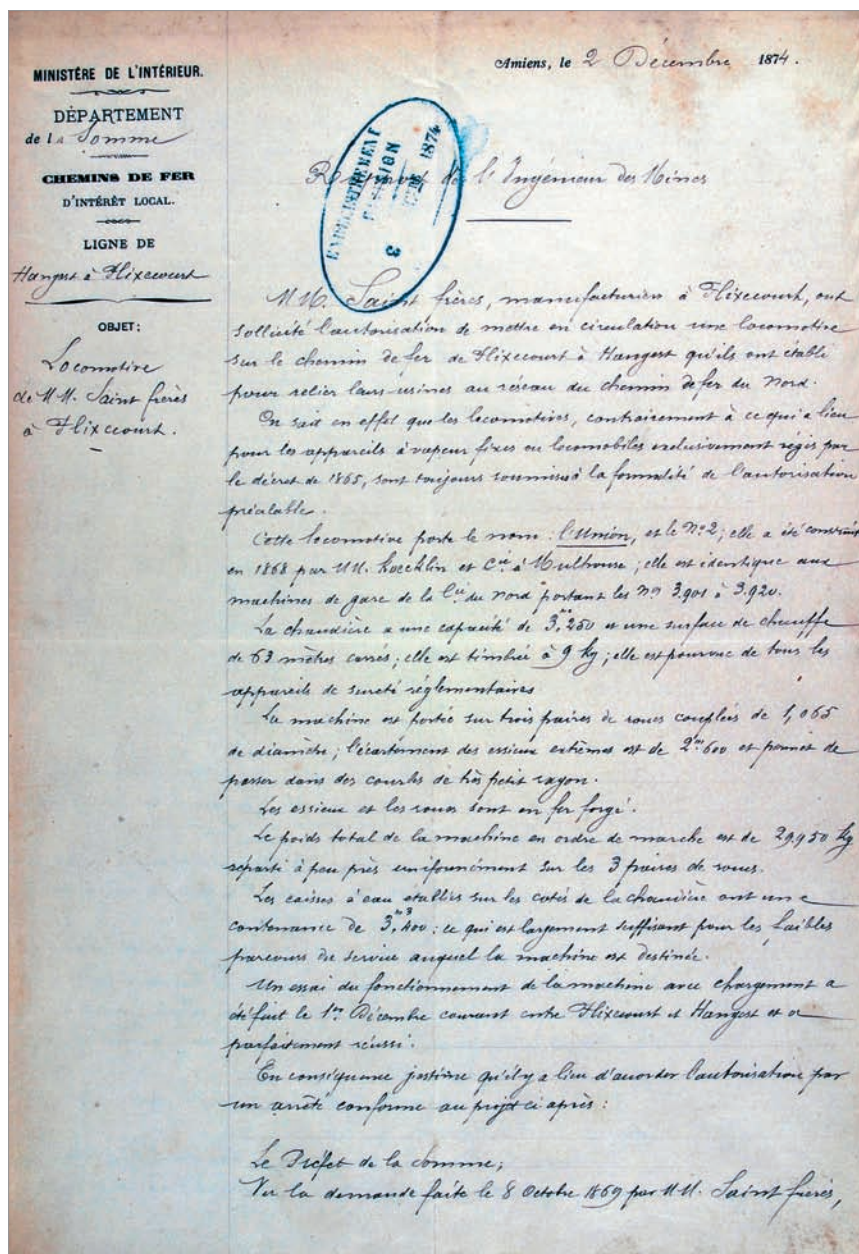 MINISTÈRE DE L'INTÉRIEUR.
DÉPARTEMENT
de la Somme
CHEMINS DE FER
D'INTÉRÊT LOCAL.
LIGNE DE
Hangest à Flixecourt
OBJET:
Locomotive
de MM. Saint frères
à Flixecourt.
Amiens, le 2 Décembre 1874.
ENREGISTREMENT
1874
3
Rapport de l'Ingénieur des Mines
MM. Saint frères, manufacturiers à Flixecourt, ont
sollicité l'autorisation de mettre en circulation une locomotive
sur le chemin de fer de Flixecourt à Hangest qu'ils ont établi
pour relier leurs usines au réseau du chemin de fer du Nord.
On sait en effet que les locomotives, contrairement à ce qui a lieu
pour les appareils à vapeur fixes ou locomobiles exclusivement régis par
le décret de 1865, sont toujours soumises à la formalité de l'autorisation
préalable.
Cette locomotive porte le nom : l'Union, et le Nº 2; elle a été construite
en 1868 par MM. Koechlin et Cie à Mulhouse; elle est identique aux
machines de gare de la Cie du Nord portant les Nos 3.901 à 3.920.
La chaudière a une capacité de 3,m250 et une surface de chauffe
de 63 mètres carrés; elle est timbrée à 9 kg; elle est pourvue de tous les
appareils de sureté réglementaires
La machine est portée sur trois paires de roues couplées de 1,065
de diamètre; l'écartement des essieux extrêmes est de 2m600 et permet de
passer dans des courbes de très petit rayon.
Les essieux et les roues sont en fer forgé.
Le poids total de la machine en ordre de marche est de 29,950 kg
réparti à peu près uniformément sur les 3 paires de roues.
Les caisses à eau établies sur les cotés de la chaudière ont une
contenance de 3,m3400; ce qui est largement suffisant pour les faibles
parcours du service auquel la machine est destinée.
Un essai du fonctionnement de la machine avec chargement a
été fait le 1er Décembre courant entre Flixecourt et Hangest et a
parfaitement réussi.
En conséquence j'estime qu'il y a lieu d'accorder l'autorisation par
un arrêté conforme au projet ci après :
Le Préfet de la Somme;
Vu la demande faite le 8 Octobre 1869 par MM. Saint frères,